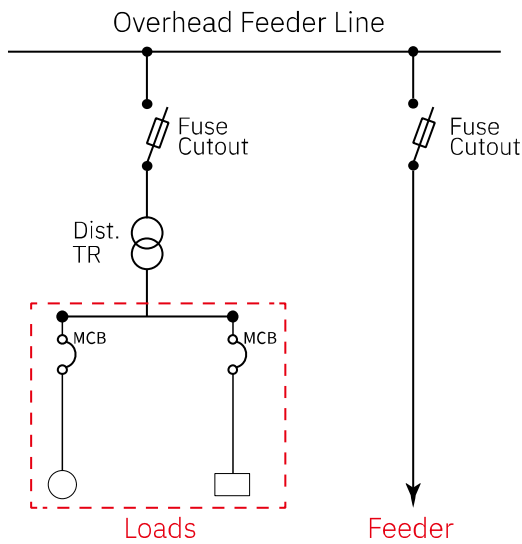 Overhead Feeder Line
Fuse
Cutout
Fuse
Cutout
Dist.
TR
MCB
MCB
Loads
Feeder